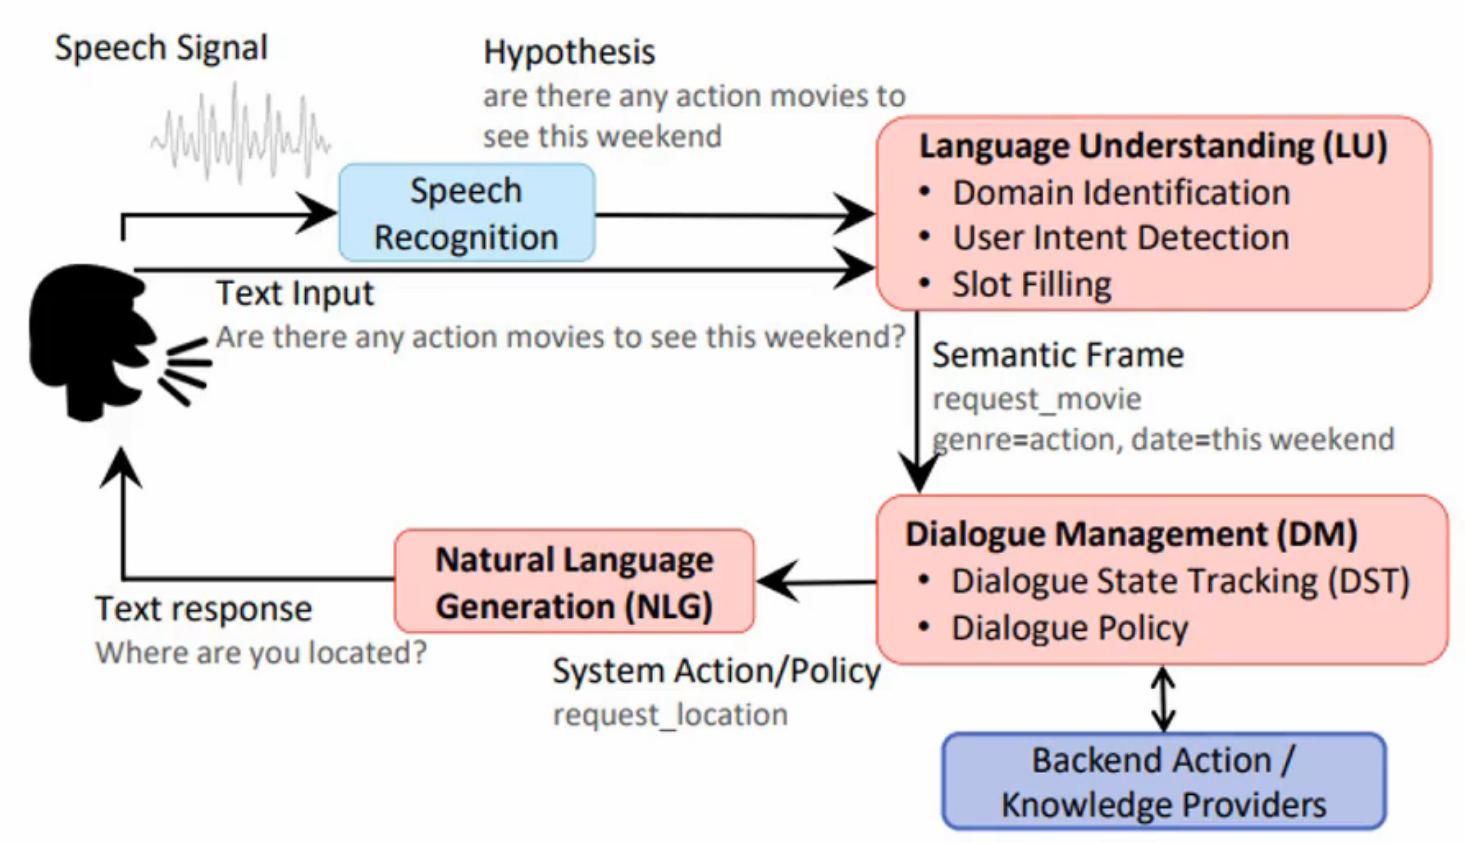 Speech Signal
Hypothesis
are there any action movies to
see this weekend
Speech
Recognition
Language Understanding (LU)
• Domain Identification
• User Intent Detection
• Slot Filling
Text Input
Are there any action movies to see this weekend?
Semantic Frame
request_movie
genre=action, date=this weekend
Dialogue Management (DM)
• Dialogue State Tracking (DST)
• Dialogue Policy
Natural Language
Generation (NLG)
Text response
Where are you located?
System Action/Policy
request_location
Backend Action /
Knowledge Providers